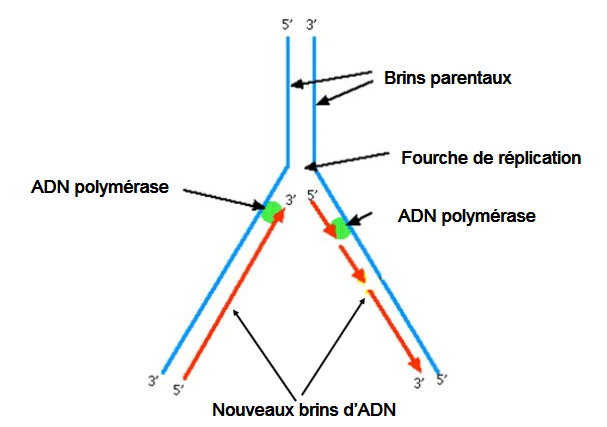 5’ 3’
Brins parentaux
Fourche de réplication
ADN polymérase
3’ 5’
ADN polymérase
3’ 5’
3’ 5’
Nouveaux brins d’ADN